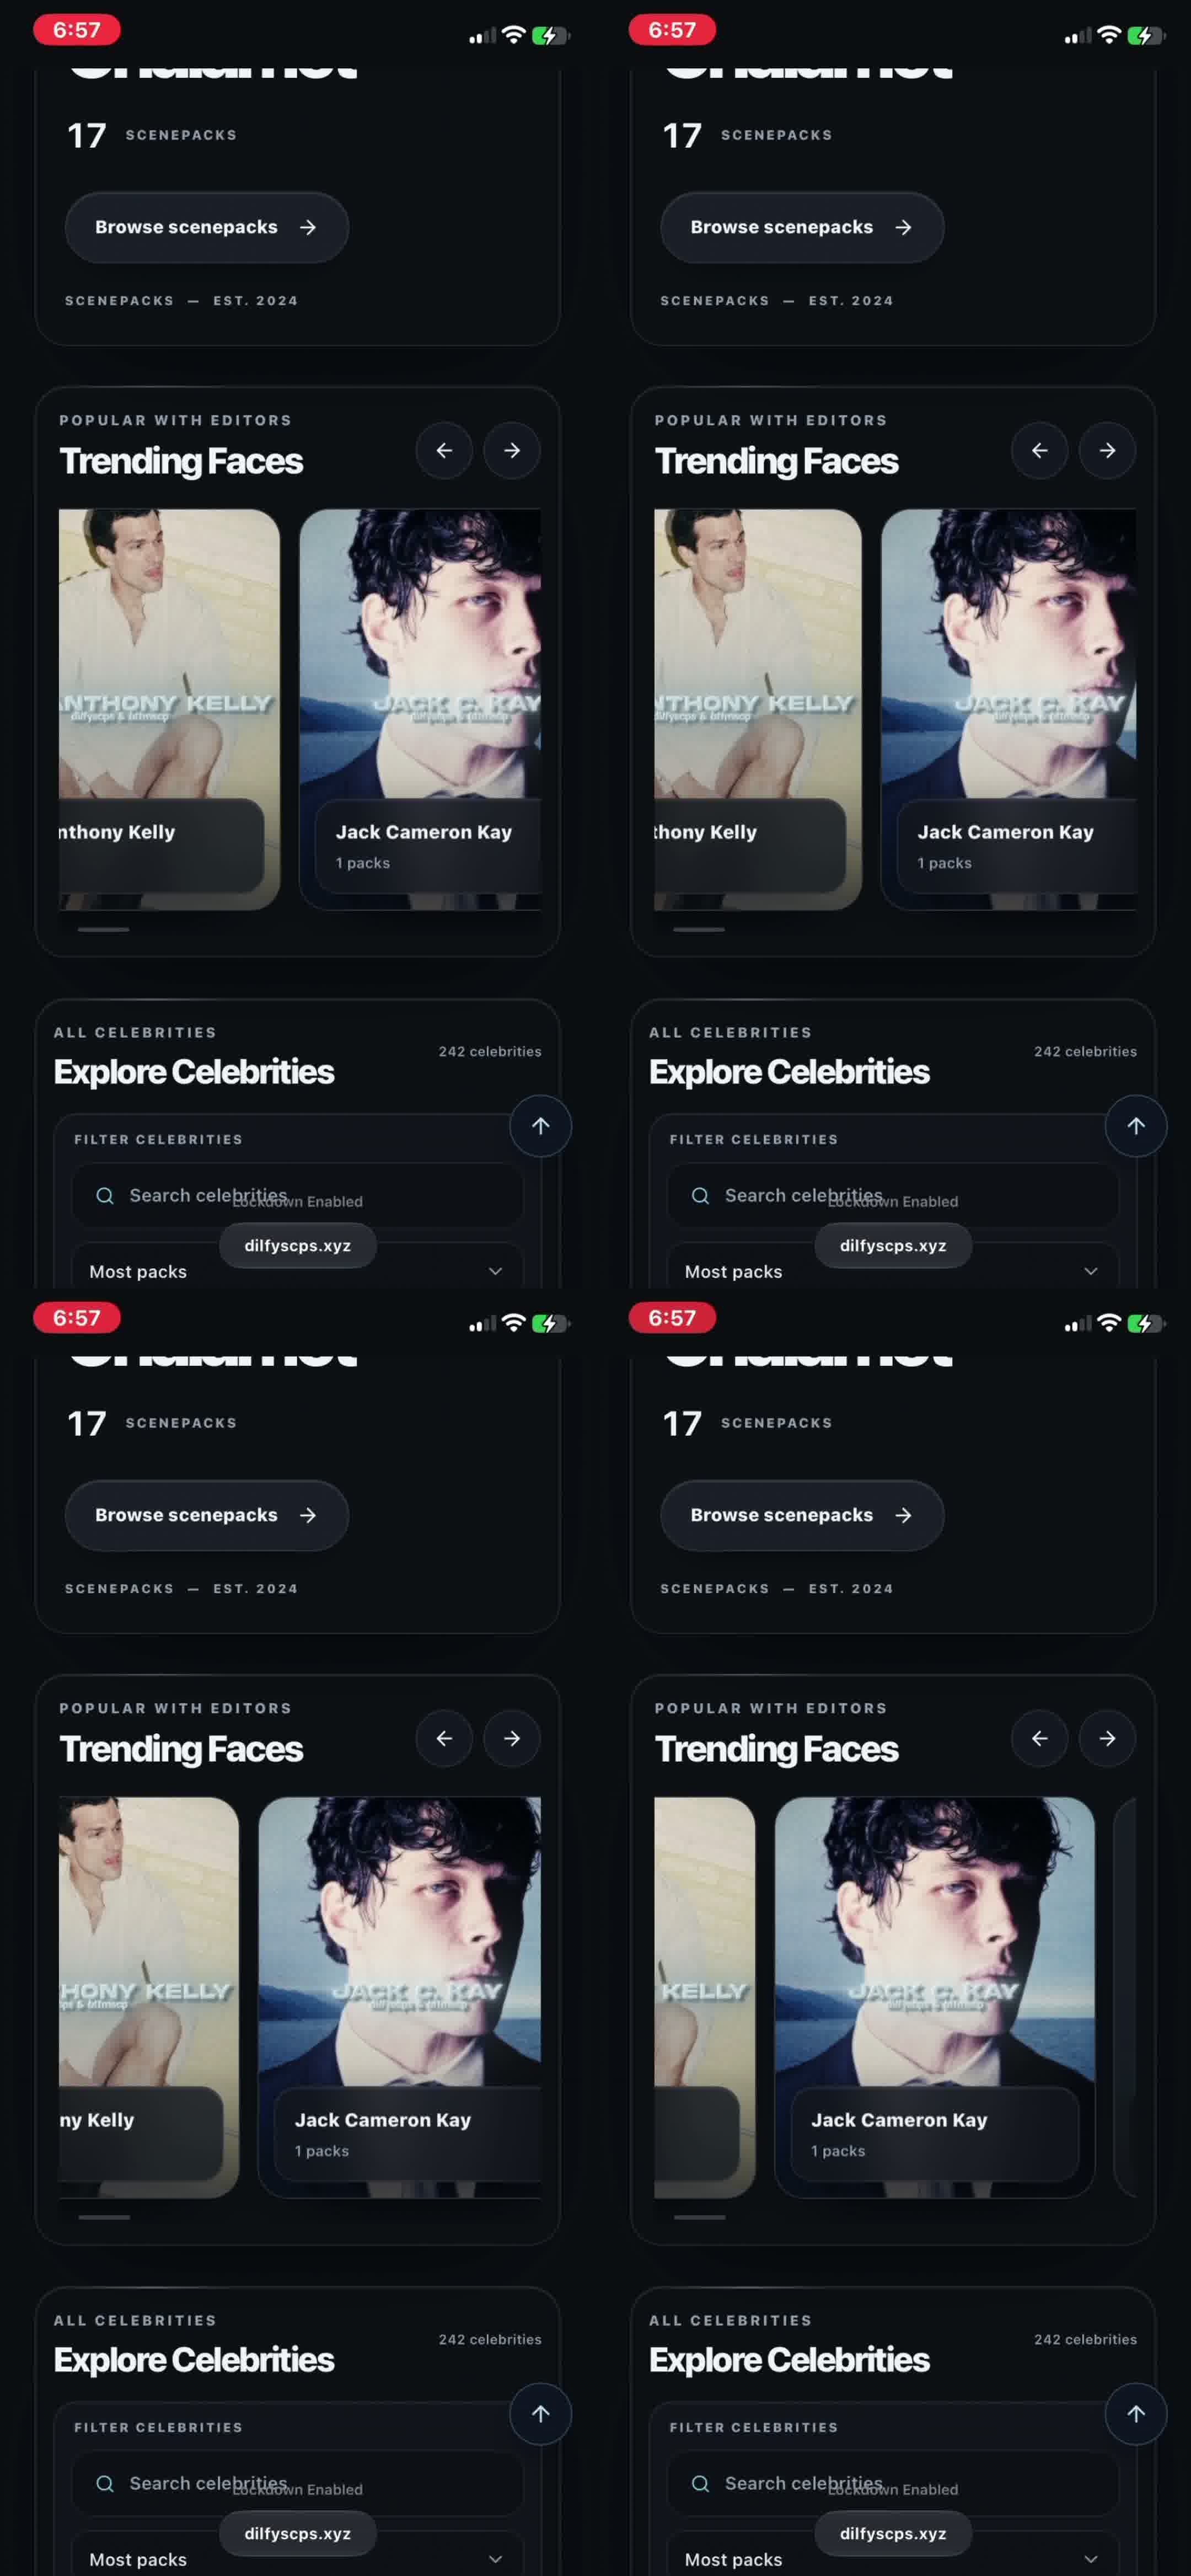 6:57
17 SCENEPACKS
Browse scenepacks →
SCENEPACKS — EST. 2024
POPULAR WITH EDITORS
Trending Faces
NTHONY KELLY
dilfyscps &
JACK C. KAY
nthony Kelly
Jack Cameron Kay
1 packs
ALL CELEBRITIES
Explore Celebrities
242 celebrities
FILTER CELEBRITIES
Search celebrities
Lockdown Enabled
dilfyscps.xyz
Most packs
6:57
17 SCENEPACKS
Browse scenepacks →
SCENEPACKS — EST. 2024
POPULAR WITH EDITORS
Trending Faces
NTHONY KELLY
dilfyscps &
JACK C. KAY
thony Kelly
Jack Cameron Kay
1 packs
ALL CELEBRITIES
Explore Celebrities
242 celebrities
FILTER CELEBRITIES
Search celebrities
Lockdown Enabled
dilfyscps.xyz
Most packs
6:57
17 SCENEPACKS
Browse scenepacks →
SCENEPACKS — EST. 2024
POPULAR WITH EDITORS
Trending Faces
HONY KELLY
JACK C. KAY
ny Kelly
Jack Cameron Kay
1 packs
ALL CELEBRITIES
Explore Celebrities
242 celebrities
FILTER CELEBRITIES
Search celebrities
Lockdown Enabled
dilfyscps.xyz
Most packs
6:57
17 SCENEPACKS
Browse scenepacks →
SCENEPACKS — EST. 2024
POPULAR WITH EDITORS
Trending Faces
KELLY
JACK C. KAY
Jack Cameron Kay
1 packs
ALL CELEBRITIES
Explore Celebrities
242 celebrities
FILTER CELEBRITIES
Search celebrities
Lockdown Enabled
dilfyscps.xyz
Most packs